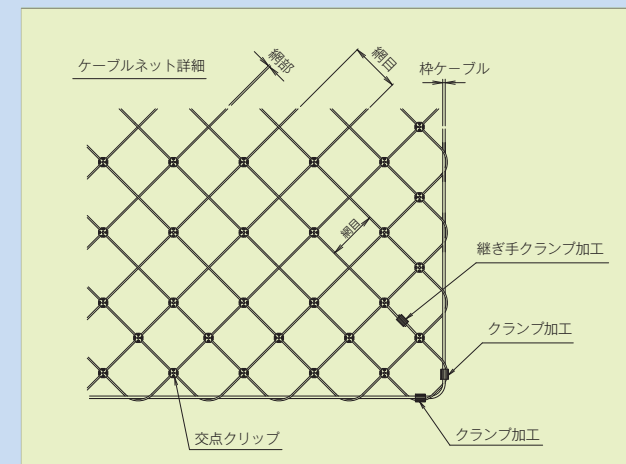 ケーブルネット詳細
網部
網目
枠ケーブル
網目
継ぎ手クランプ加工
クランプ加工
交点クリップ
クランプ加工